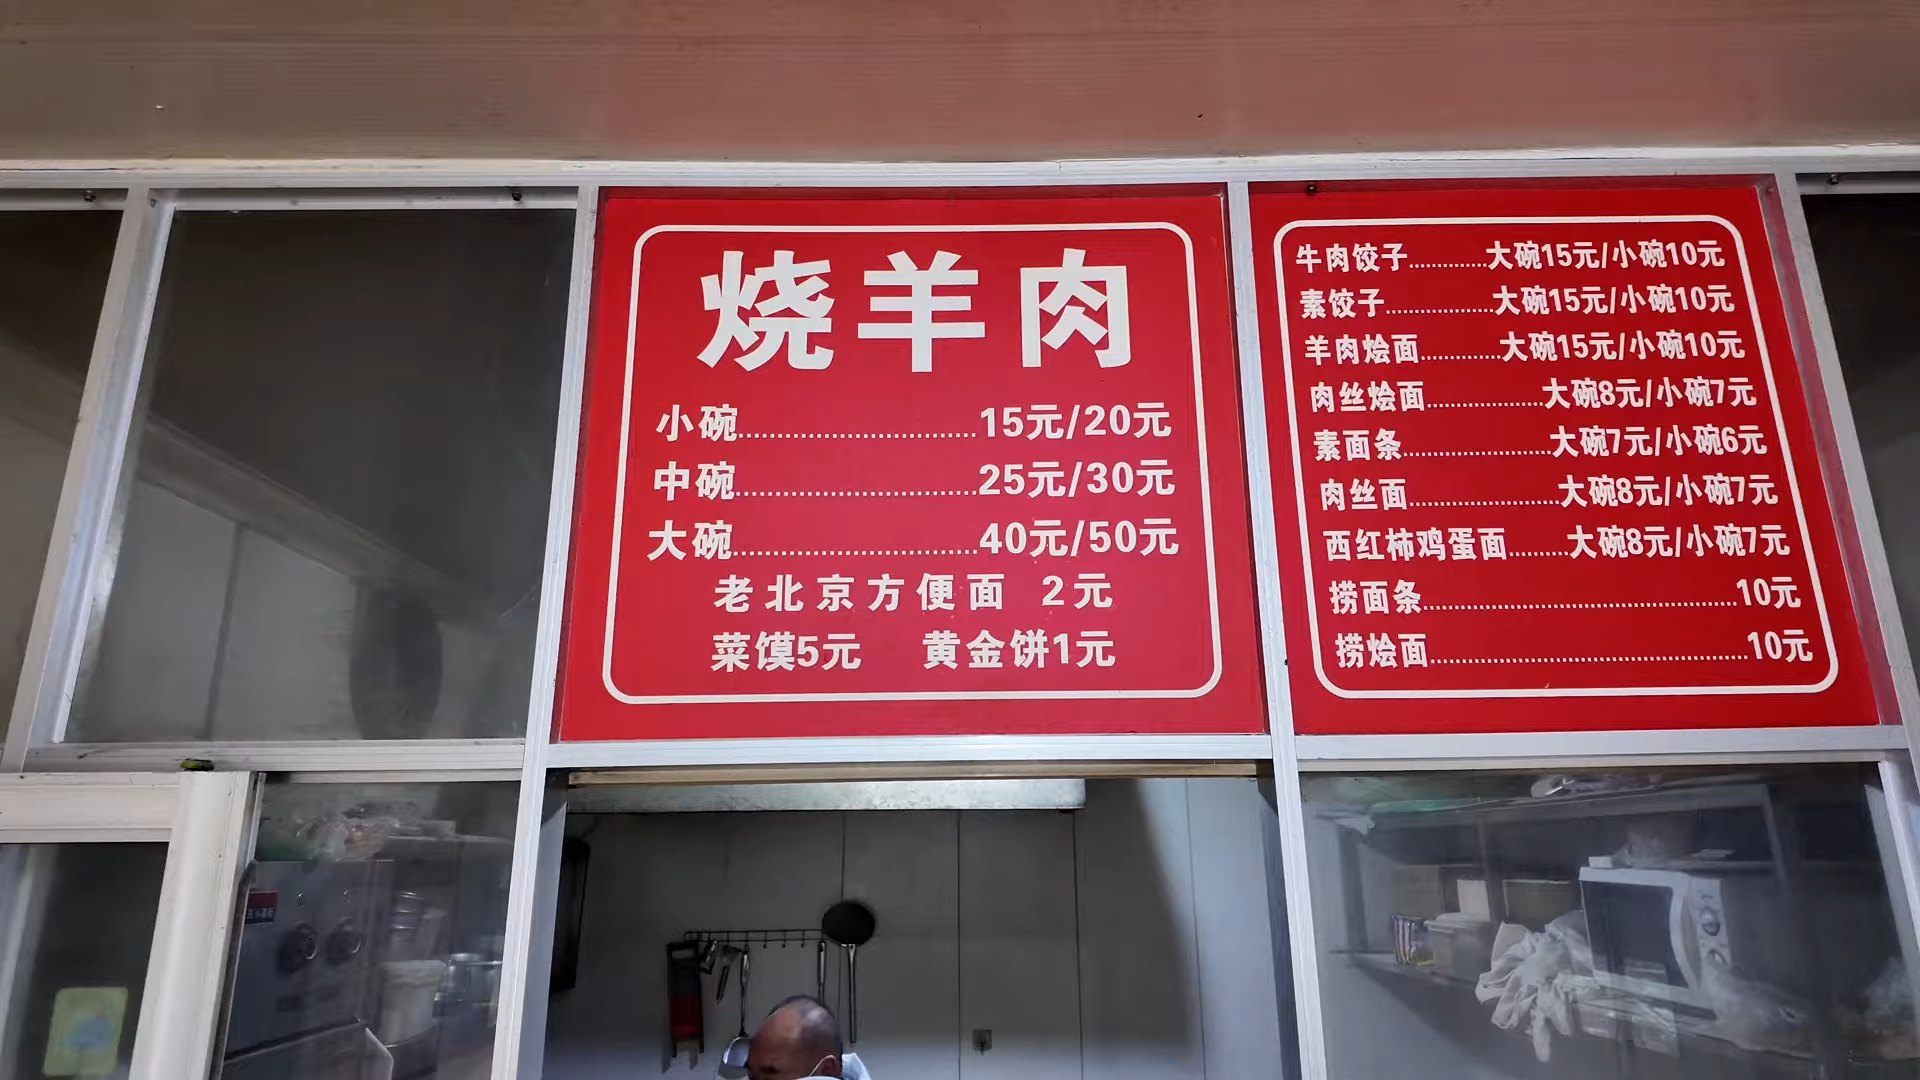 烧羊肉
小碗..............................15元/20元
中碗..............................25元/30元
大碗..............................40元/50元
老北京方便面 2元
菜馍5元 黄金饼1元
牛肉饺子............大碗15元/小碗10元
素饺子.................大碗15元/小碗10元
羊肉烩面............大碗15元/小碗10元
肉丝烩面..................大碗8元/小碗7元
素面条.......................大碗7元/小碗6元
肉丝面.......................大碗8元/小碗7元
西红柿鸡蛋面.........大碗8元/小碗7元
捞面条..................................................10元
捞烩面..................................................10元